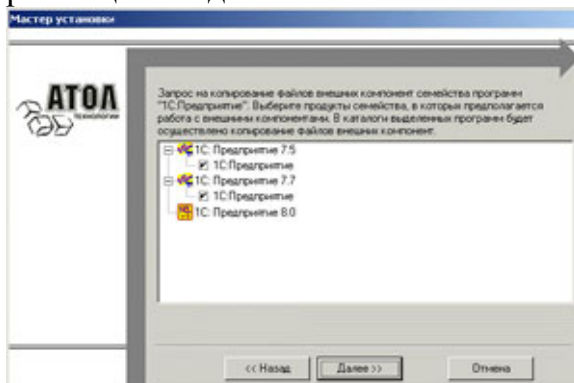 Мастер установки
АТОЛ
ТЕХНОЛОГИИ
Запрос на копирование файлов внешних компонент семейства программ
"1С:Предприятие". Выберите продукты семейства, в которых предполагается
работа с внешними компонентами. В каталоги выделенных программ будет
осуществлено копирование файлов внешних компонент.
1С: Предприятие 7.5
1С:Предприятие
1С: Предприятие 7.7
1С:Предприятие
1С: Предприятие 8.0
<< Назад
Далее >>
Отмена